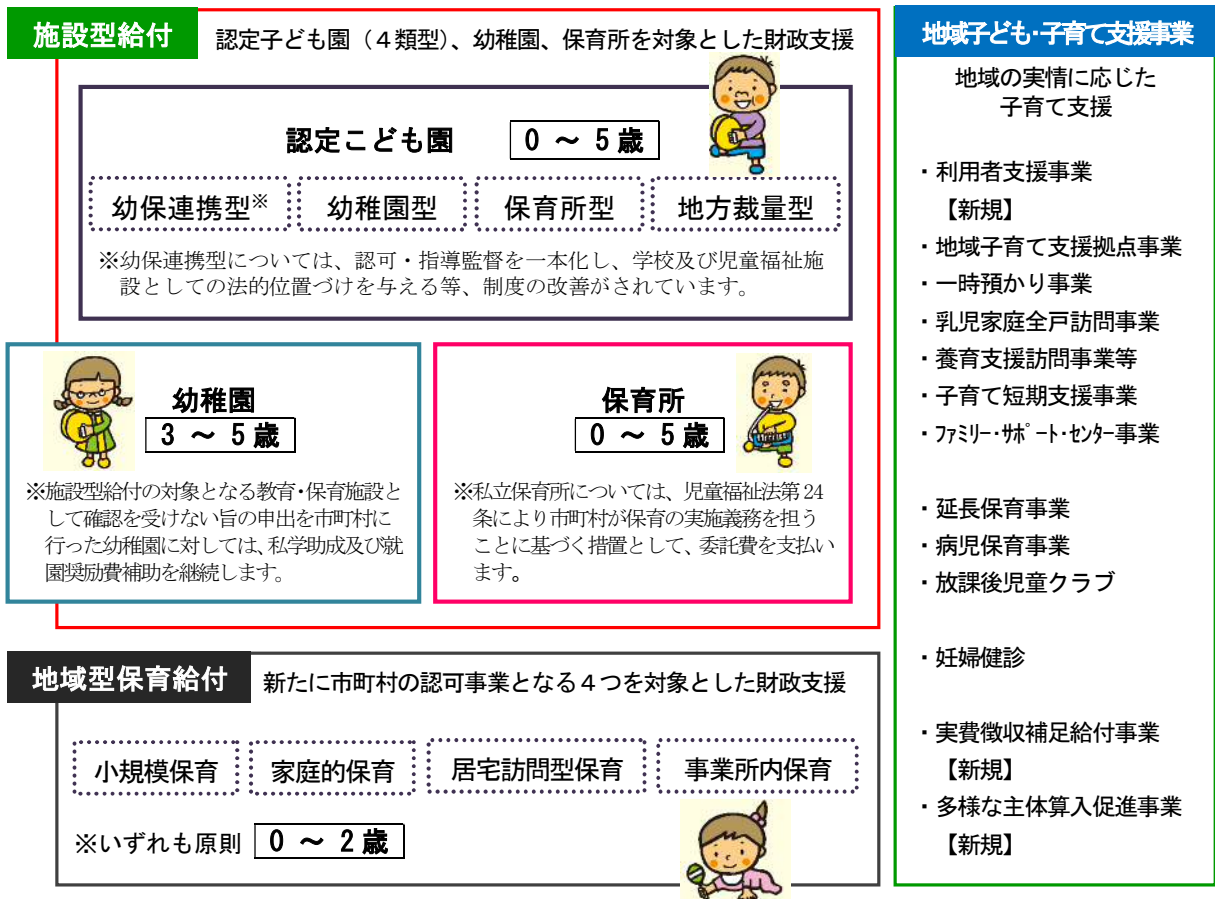 施設型給付
認定子ども園（４類型）、幼稚園、保育所を対象とした財政支援
認定こども園
０ ～ ５歳
幼保連携型※
幼稚園型
保育所型
地方裁量型
※幼保連携型については、認可・指導監督を一本化し、学校及び児童福祉施
設としての法的位置づけを与える等、制度の改善がされています。
幼稚園
３ ～ ５歳
※施設型給付の対象となる教育・保育施設と
して確認を受けない旨の申出を市町村に
行った幼稚園に対しては、私学助成及び就
園奨励費補助を継続します。
保育所
０ ～ ５歳
※私立保育所については、児童福祉法第 24
条により市町村が保育の実施義務を担う
ことに基づく措置として、委託費を支払い
ます。
地域型保育給付
新たに市町村の認可事業となる４つを対象とした財政支援
小規模保育
家庭的保育
居宅訪問型保育
事業所内保育
※いずれも原則
０ ～ ２歳
地域子ども・子育て支援事業
地域の実情に応じた
子育て支援
・利用者支援事業
【新規】
・地域子育て支援拠点事業
・一時預かり事業
・乳児家庭全戸訪問事業
・養育支援訪問事業等
・子育て短期支援事業
・ﾌｧﾐﾘｰ･ｻﾎﾟｰﾄ･ｾﾝﾀｰ事業
・延長保育事業
・病児保育事業
・放課後児童クラブ
・妊婦健診
・実費徴収補足給付事業
【新規】
・多様な主体算入促進事業
【新規】